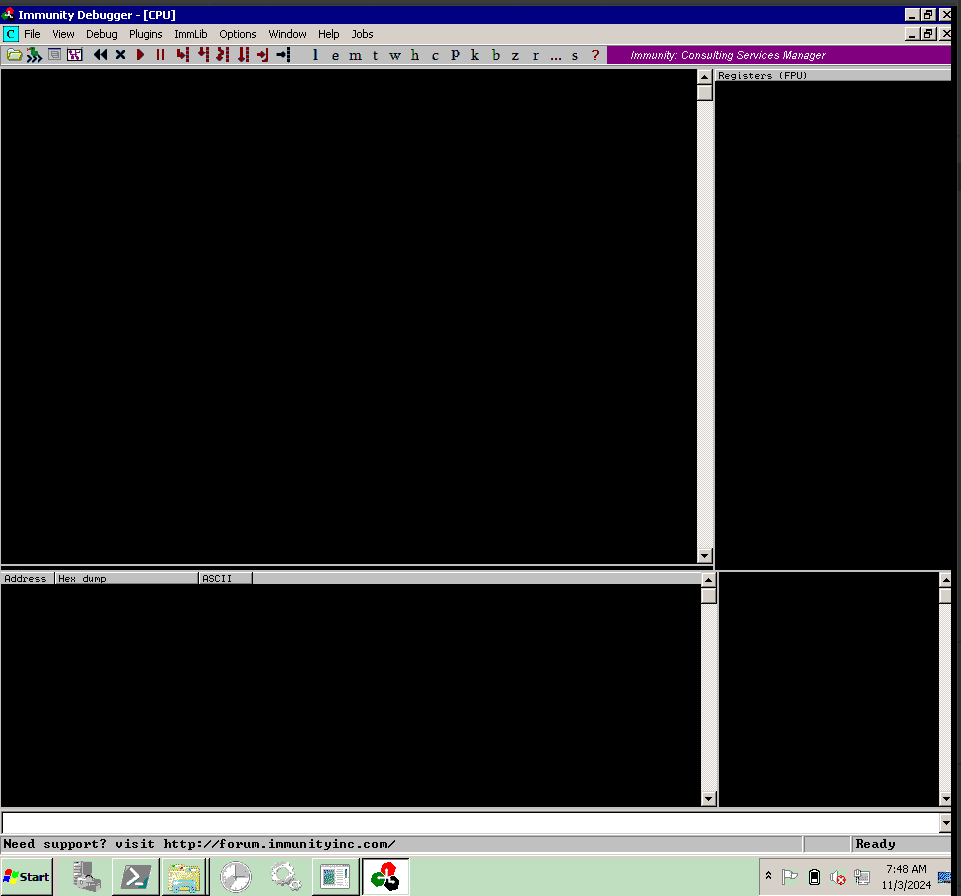 Immunity Debugger - [CPU]
C File View Debug Plugins ImmLib Options Window Help Jobs
l e m t w h c P k b z r ... s ? Immunity: Consulting Services Manager
Registers (FPU)
Address Hex dump ASCII
Need support? visit http://forum.immunityinc.com/ Ready
Start
7:48 AM
11/3/2024